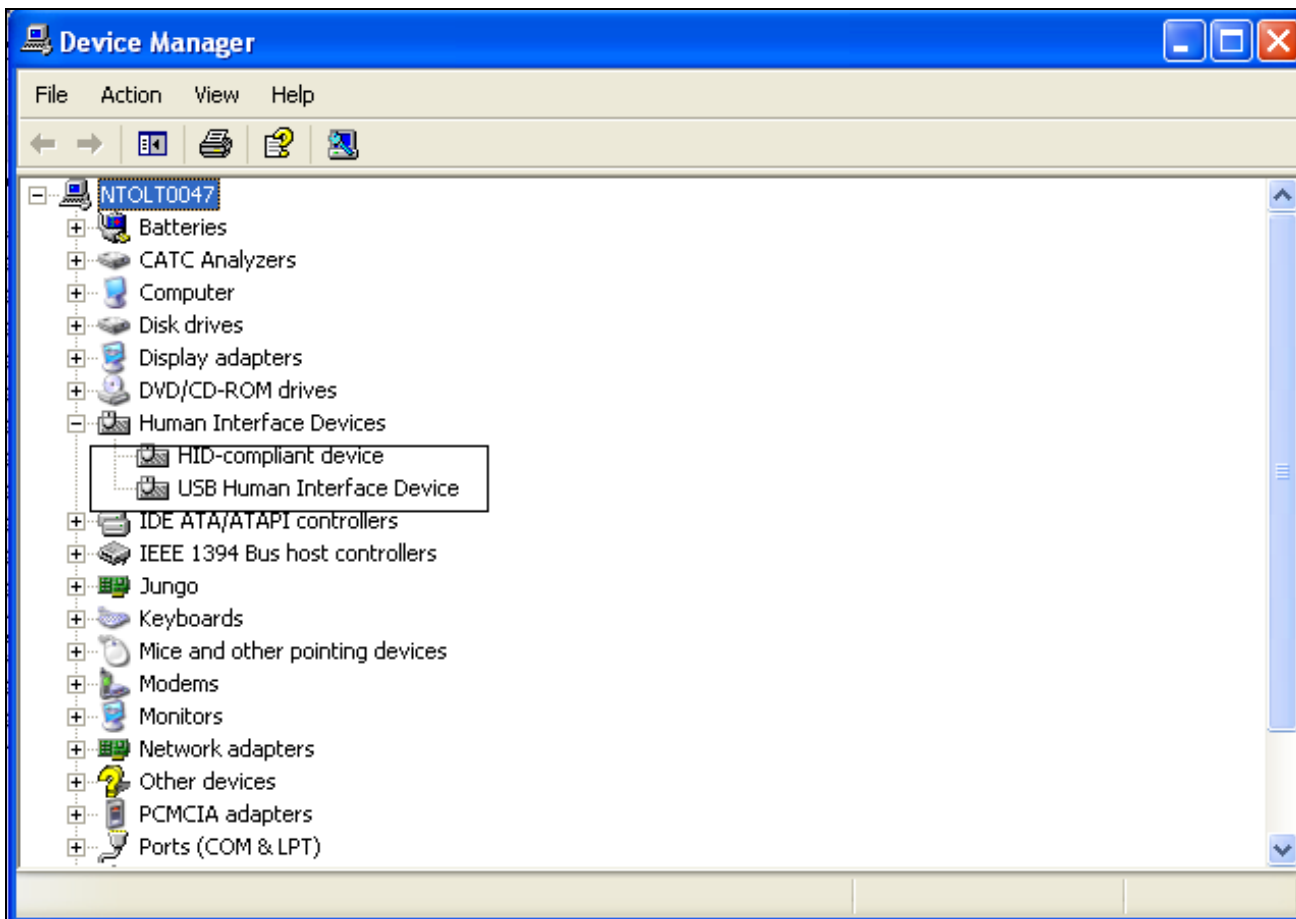 Device Manager
File Action View Help
NTOLT0047
Batteries
CATC Analyzers
Computer
Disk drives
Display adapters
DVD/CD-ROM drives
Human Interface Devices
HID-compliant device
USB Human Interface Device
IDE ATA/ATAPI controllers
IEEE 1394 Bus host controllers
Jungo
Keyboards
Mice and other pointing devices
Modems
Monitors
Network adapters
Other devices
PCMCIA adapters
Ports (COM & LPT)